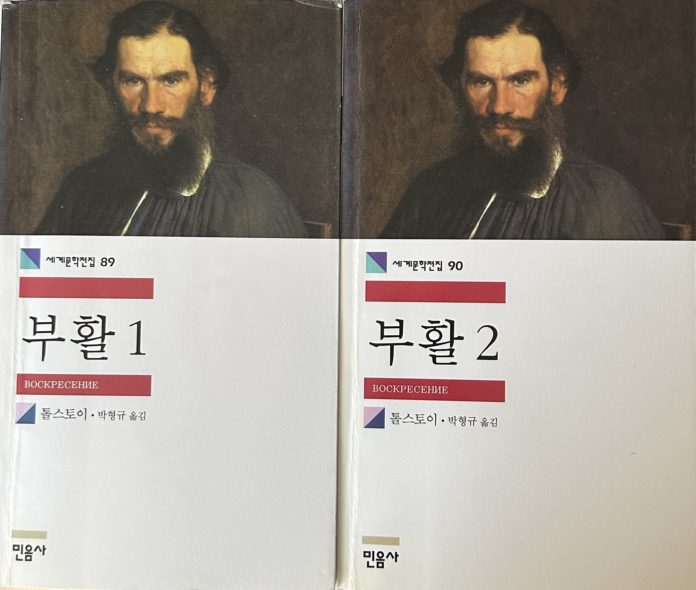 세계문학전집 89
부활 1
ВОСКРЕСЕНИЕ
톨스토이 · 박형규 옮김
민음사
세계문학전집 90
부활 2
ВОСКРЕСЕНИЕ
톨스토이 · 박형규 옮김
민음사